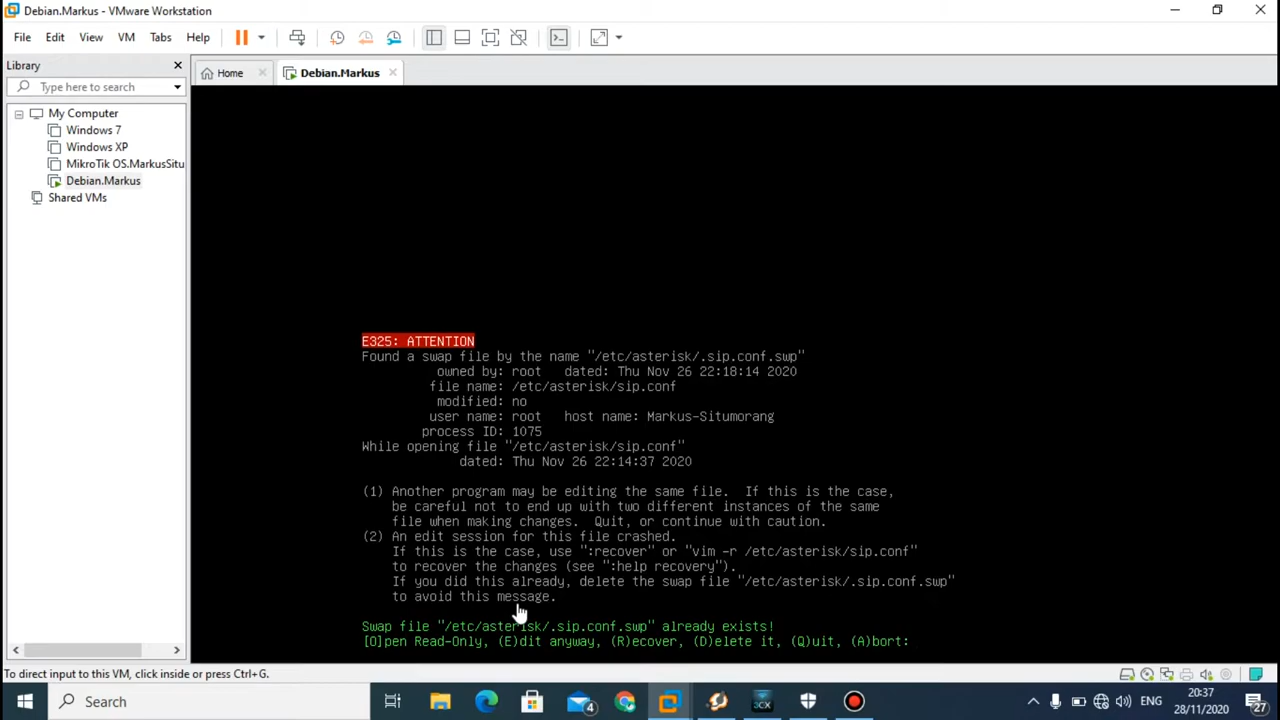 Debian.Markus - VMware Workstation
File Edit View VM Tabs Help
Library
Home
Debian.Markus
Type here to search
My Computer
Windows 7
Windows XP
MikroTik OS.MarkusSitu
Debian.Markus
Shared VMs
E325: ATTENTION
Found a swap file by the name "/etc/asterisk/.sip.conf.swp"
owned by: root dated: Thu Nov 26 22:18:14 2020
file name: /etc/asterisk/sip.conf
modified: no
user name: root host name: Markus-Situmorang
process ID: 1075
While opening file "/etc/asterisk/sip.conf"
dated: Thu Nov 26 22:14:37 2020
(1) Another program may be editing the same file. If this is the case,
be careful not to end up with two different instances of the same
file when making changes. Quit, or continue with caution.
(2) An edit session for this file crashed.
If this is the case, use ":recover" or "vim -r /etc/asterisk/sip.conf"
to recover the changes (see ":help recovery").
If you did this already, delete the swap file "/etc/asterisk/.sip.conf.swp"
to avoid this message.
Swap file "/etc/asterisk/.sip.conf.swp" already exists!
[O]pen Read-Only, (E)dit anyway, (R)ecover, (D)elete it, (Q)uit, (A)bort:
To direct input to this VM, click inside or press Ctrl+G.
Search
4
3CX
ENG
20:37
28/11/2020
27